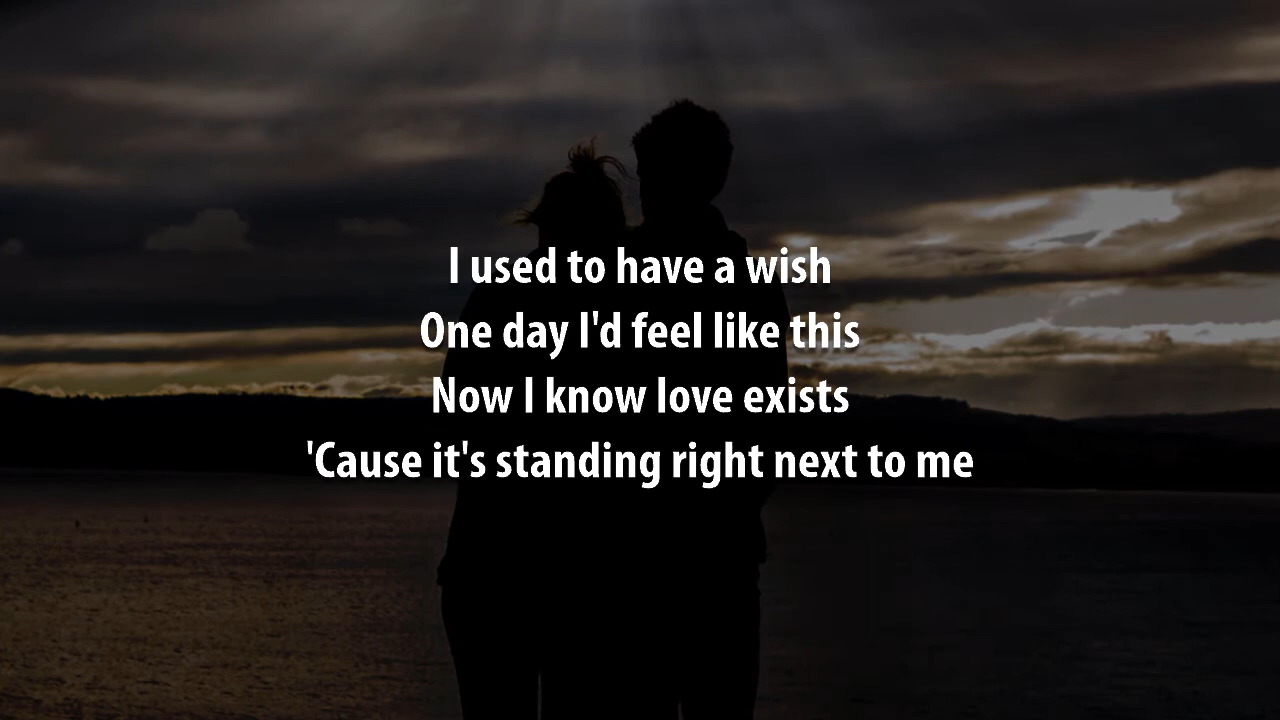 I used to have a wish
One day I'd feel like this
Now I know love exists
'Cause it's standing right next to me